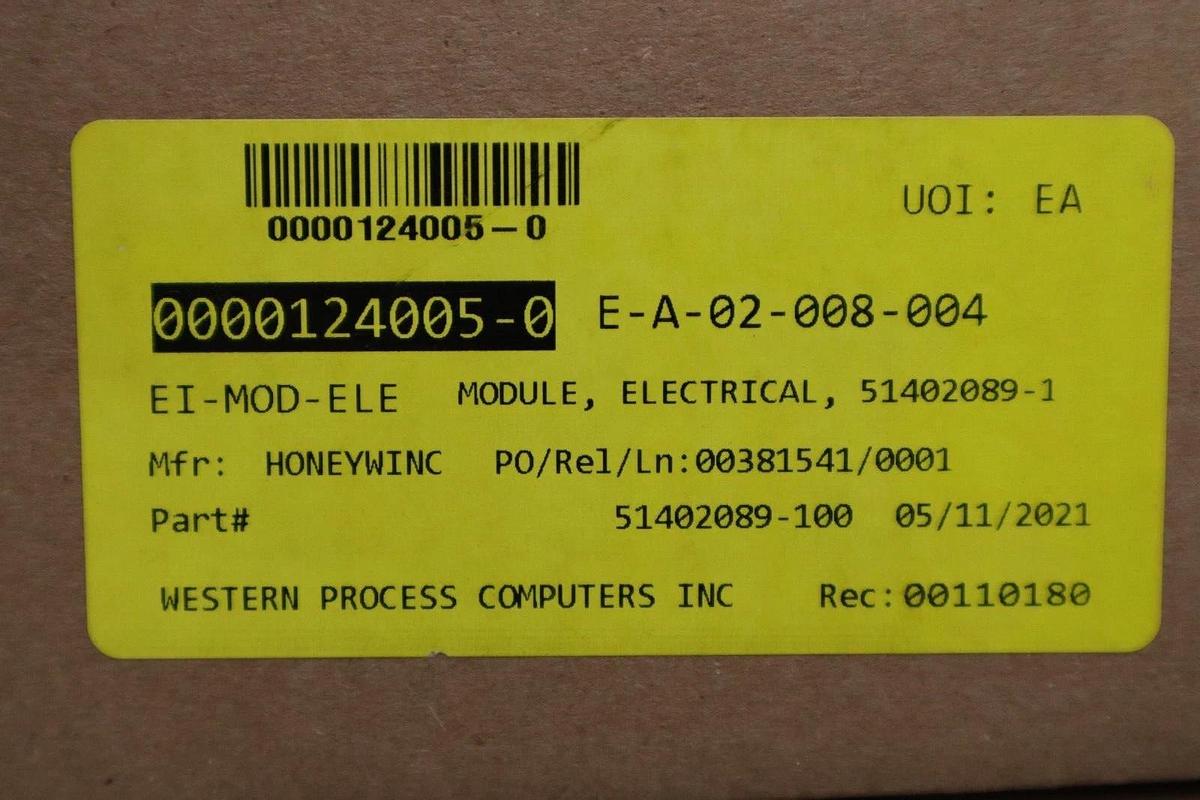 0000124005-0
UOI: EA
0000124005-0 E-A-02-008-004
EI-MOD-ELE MODULE, ELECTRICAL, 51402089-1
Mfr: HONEYWINC PO/Rel/Ln:00381541/0001
Part# 51402089-100 05/11/2021
WESTERN PROCESS COMPUTERS INC Rec:00110180